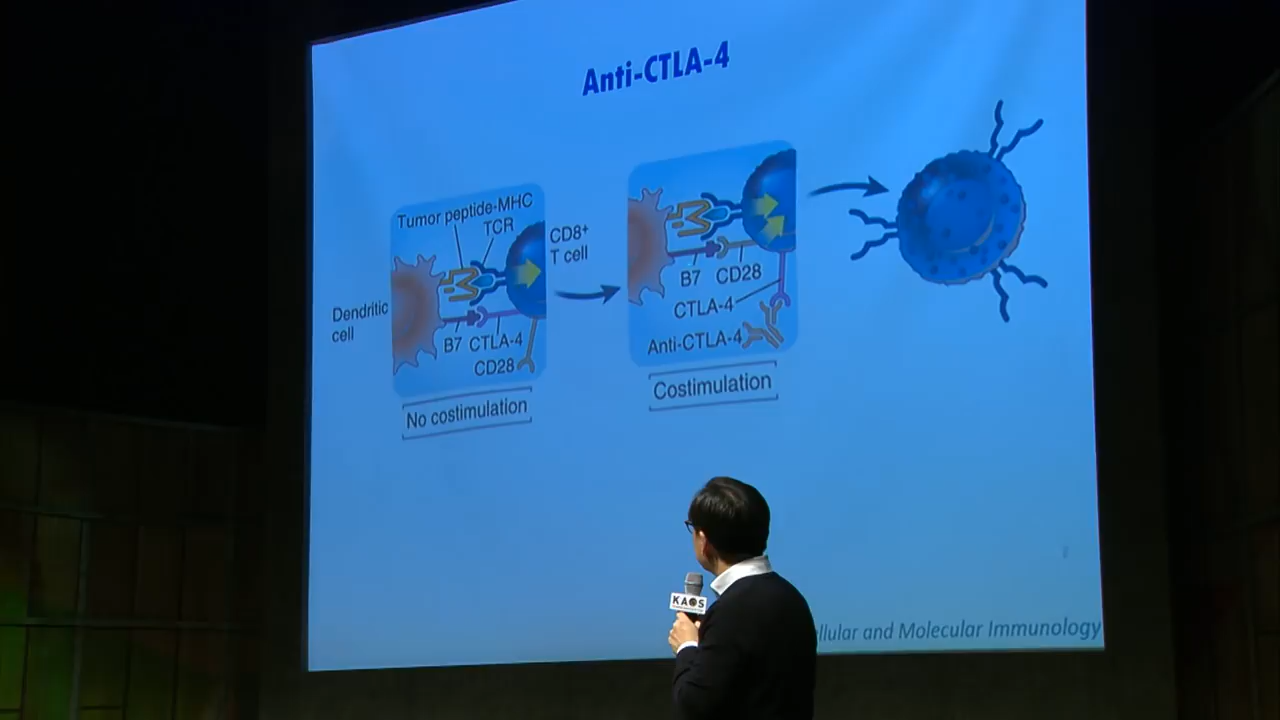 Anti-CTLA-4
Tumor peptide-MHC
TCR
CD8+
T cell
Dendritic
cell
B7 CTLA-4
CD28
No costimulation
B7 CD28
CTLA-4
Anti-CTLA-4
Costimulation
KAOS
and Molecular Immunology